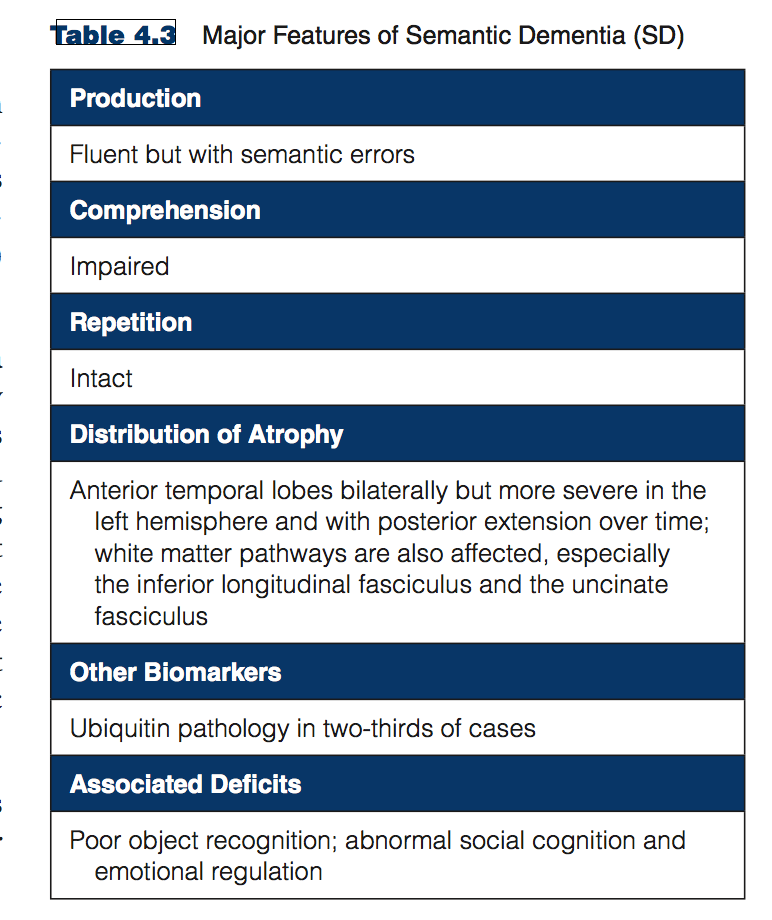 Table 4.3 Major Features of Semantic Dementia (SD)
Production
Fluent but with semantic errors
Comprehension
Impaired
Repetition
Intact
Distribution of Atrophy
Anterior temporal lobes bilaterally but more severe in the
left hemisphere and with posterior extension over time;
white matter pathways are also affected, especially
the inferior longitudinal fasciculus and the uncinate
fasciculus
Other Biomarkers
Ubiquitin pathology in two-thirds of cases
Associated Deficits
Poor object recognition; abnormal social cognition and
emotional regulation